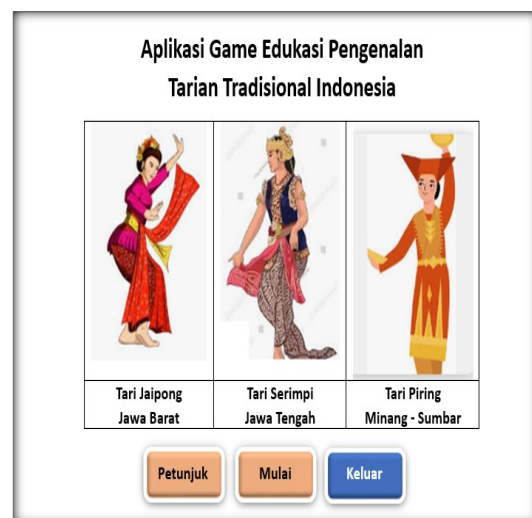 Aplikasi Game Edukasi Pengenalan
Tarian Tradisional Indonesia
Tari Jaipong
Jawa Barat
Tari Serimpi
Jawa Tengah
Tari Piring
Minang - Sumbar
Petunjuk
Mulai
Keluar